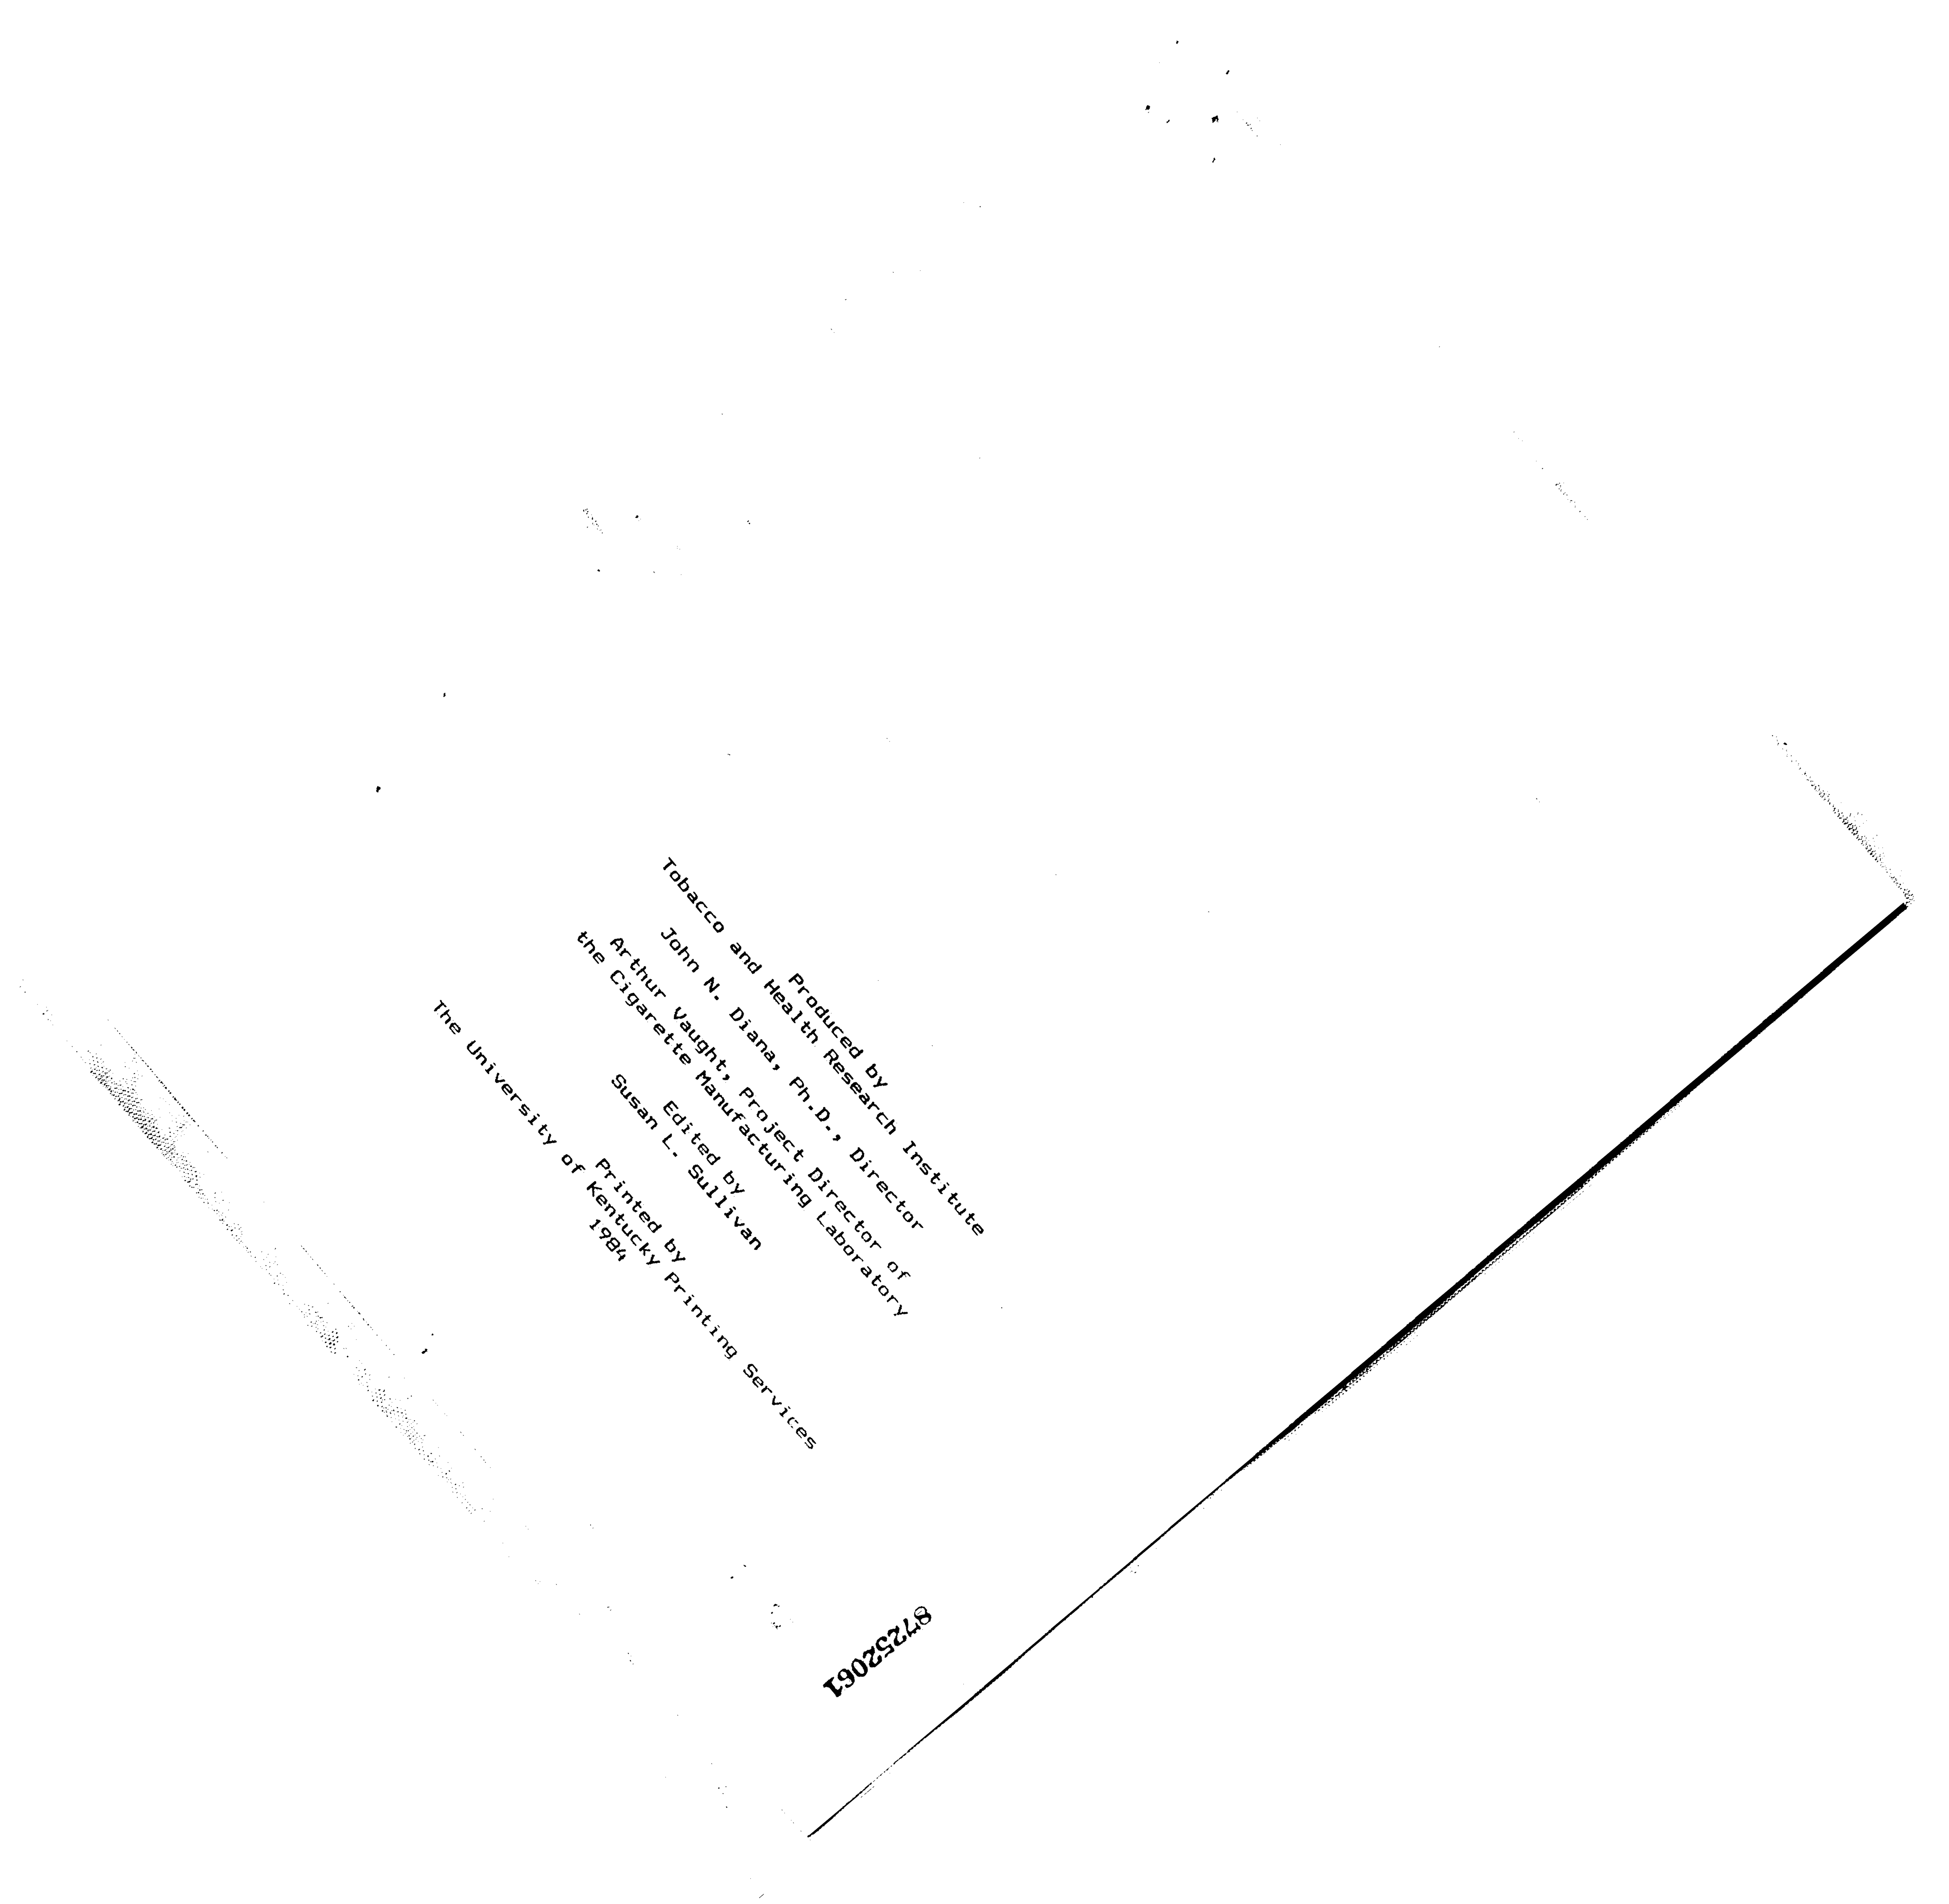 Produced by
Tobacco and Health Research Institute
John N. Diana, Ph.D., Director
Arthur Vaught, Project Director of
the Cigarette Manufacturing Laboratory
Edited by
Susan L. Sullivan
Printed by
The University of Kentucky Printing Services
1984
87252061